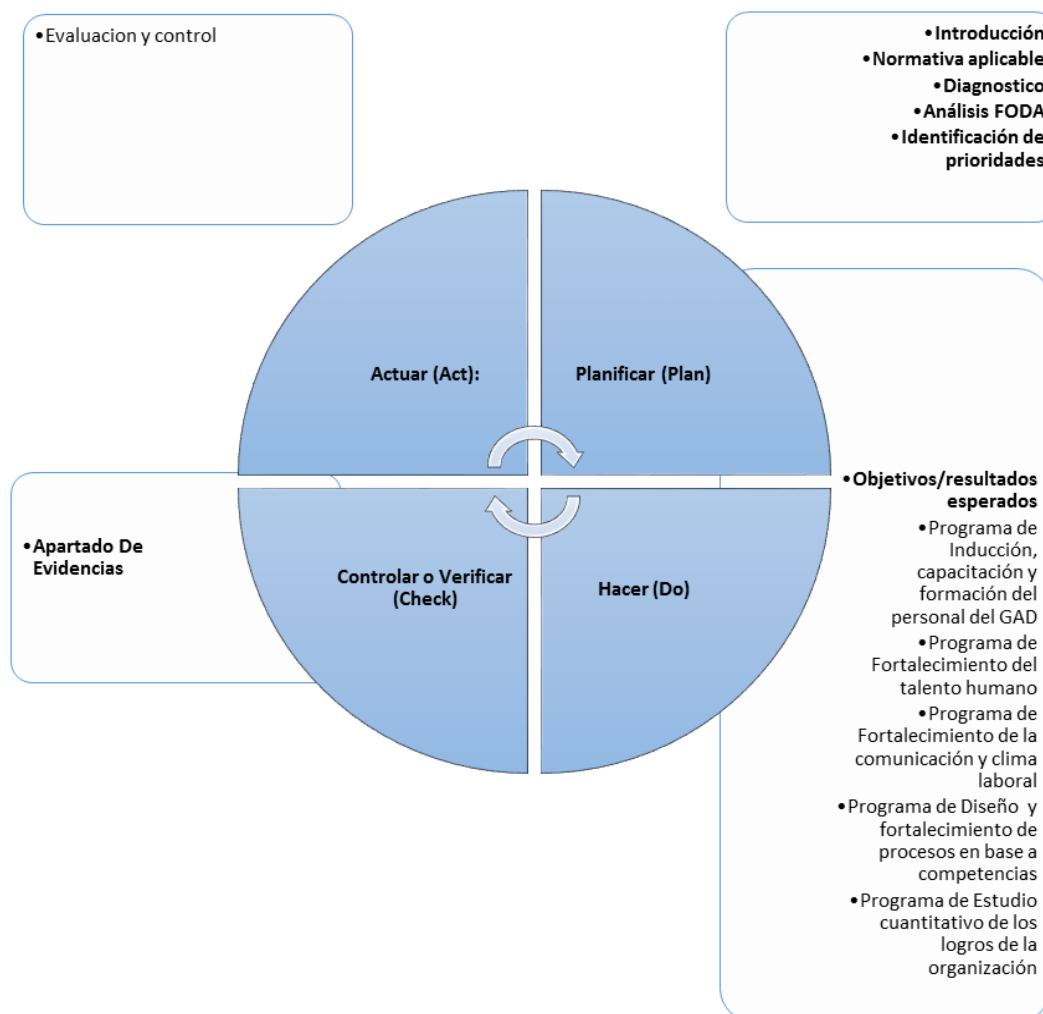 •Evaluacion y control
•Introducción
•Normativa aplicable
•Diagnostico
•Análisis FODA
•Identificación de
prioridades
Actuar (Act):
Planificar (Plan)
•Apartado De
Evidencias
Controlar o Verificar
(Check)
Hacer (Do)
•Objetivos/resultados
esperados
•Programa de
Inducción,
capacitación y
formación del
personal del GAD
•Programa de
Fortalecimiento del
talento humano
•Programa de
Fortalecimiento de la
comunicación y clima
laboral
•Programa de Diseño y
fortalecimiento de
procesos en base a
competencias
•Programa de Estudio
cuantitativo de los
logros de la
organización